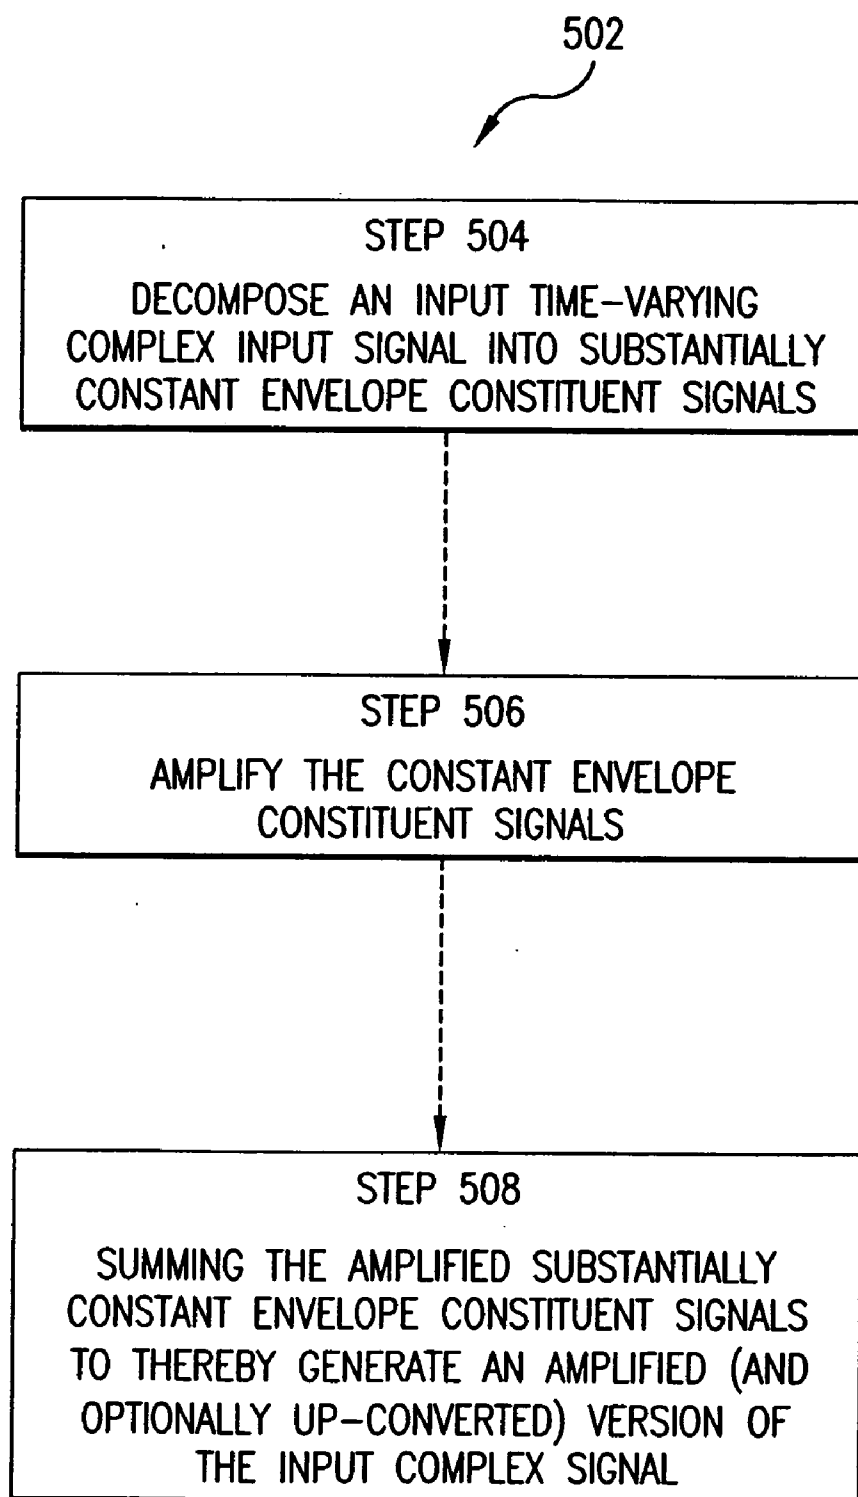 502
STEP 504
DECOMPOSE AN INPUT TIME-VARYING
COMPLEX INPUT SIGNAL INTO SUBSTANTIALLY
CONSTANT ENVELOPE CONSTITUENT SIGNALS
STEP 506
AMPLIFY THE CONSTANT ENVELOPE
CONSTITUENT SIGNALS
STEP 508
SUMMING THE AMPLIFIED SUBSTANTIALLY
CONSTANT ENVELOPE CONSTITUENT SIGNALS
TO THEREBY GENERATE AN AMPLIFIED (AND
OPTIONALLY UP-CONVERTED) VERSION OF
THE INPUT COMPLEX SIGNAL